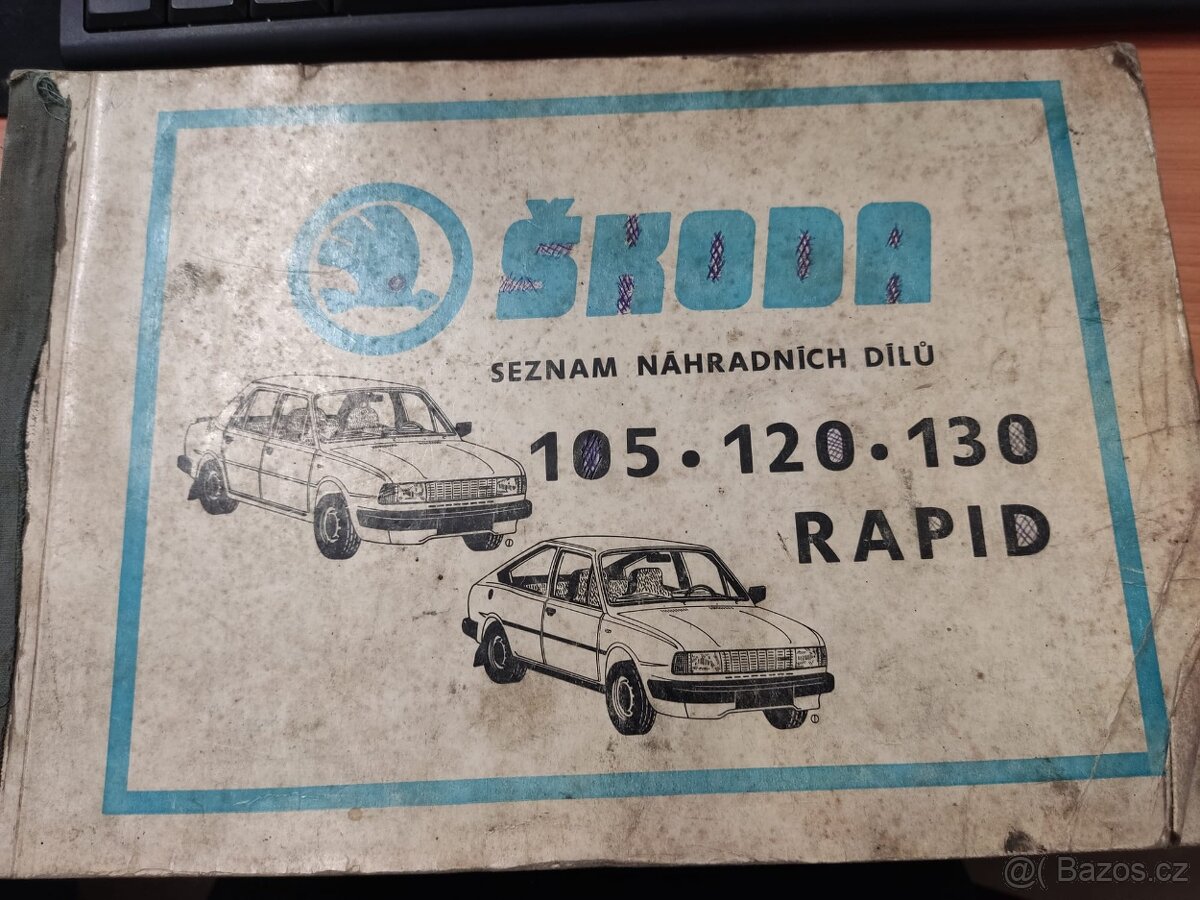 ŠKODA
SEZNAM NÁHRADNÍCH DÍLŮ
105 • 120 • 130
RAPID
@( Bazos.cz